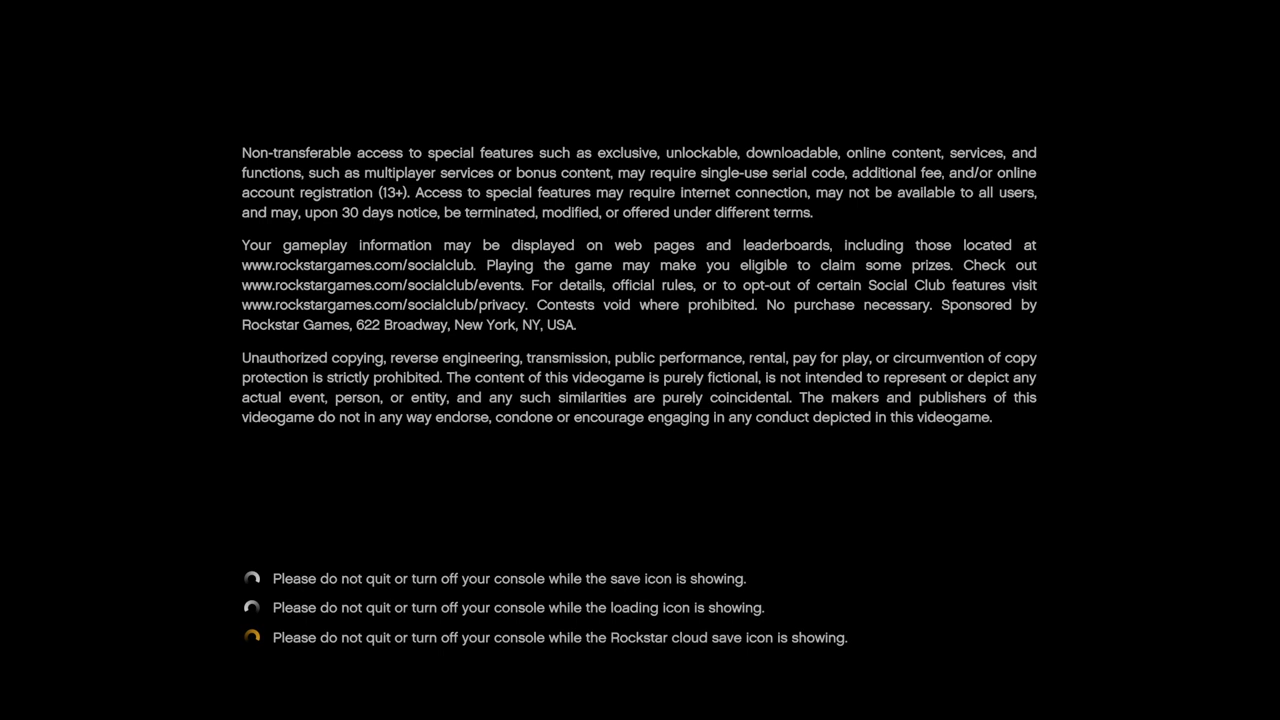 Non-transferable access to special features such as exclusive, unlockable, downloadable, online content, services, and
functions, such as multiplayer services or bonus content, may require single-use serial code, additional fee, and/or online
account registration (13+). Access to special features may require internet connection, may not be available to all users,
and may, upon 30 days notice, be terminated, modified, or offered under different terms.
Your gameplay information may be displayed on web pages and leaderboards, including those located at
www.rockstargames.com/socialclub. Playing the game may make you eligible to claim some prizes. Check out
www.rockstargames.com/socialclub/events. For details, official rules, or to opt-out of certain Social Club features visit
www.rockstargames.com/socialclub/privacy. Contests void where prohibited. No purchase necessary. Sponsored by
Rockstar Games, 622 Broadway, New York, NY, USA.
Unauthorized copying, reverse engineering, transmission, public performance, rental, pay for play, or circumvention of copy
protection is strictly prohibited. The content of this videogame is purely fictional, is not intended to represent or depict any
actual event, person, or entity, and any such similarities are purely coincidental. The makers and publishers of this
videogame do not in any way endorse, condone or encourage engaging in any conduct depicted in this videogame.
Please do not quit or turn off your console while the save icon is showing.
Please do not quit or turn off your console while the loading icon is showing.
Please do not quit or turn off your console while the Rockstar cloud save icon is showing.